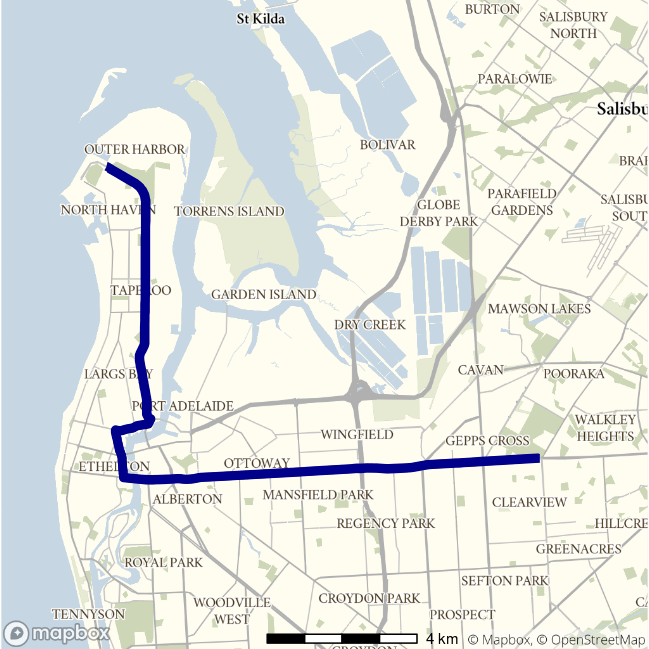 BURTON
St Kilda
SALISBURY
NORTH
PARALOWIE
Salisbu
OUTER HARBOR
BOLIVAR
BRAH
PARAFIELD
GARDENS
GLOBE
DERBY PARK
SALISBU
SOUT
NORTH HAVEN
TORRENS ISLAND
TAPEROO
GARDEN ISLAND
MAWSON LAKES
DRY CREEK
LARGS BAY
CAVAN
POORAKA
PORT ADELAIDE
WALKLEY
HEIGHTS
WINGFIELD
GEPPS CROSS
ETHELTON
OTTOWAY
ALBERTON
MANSFIELD PARK
CLEARVIEW
REGENCY PARK
HILLCRE
GREENACRES
ROYAL PARK
SEFTON PARK
CROYDON PARK
WOODVILLE
WEST
CA
TENNYSON
PROSPECT
mapbox
4 km
© Mapbox, © OpenStreetMap